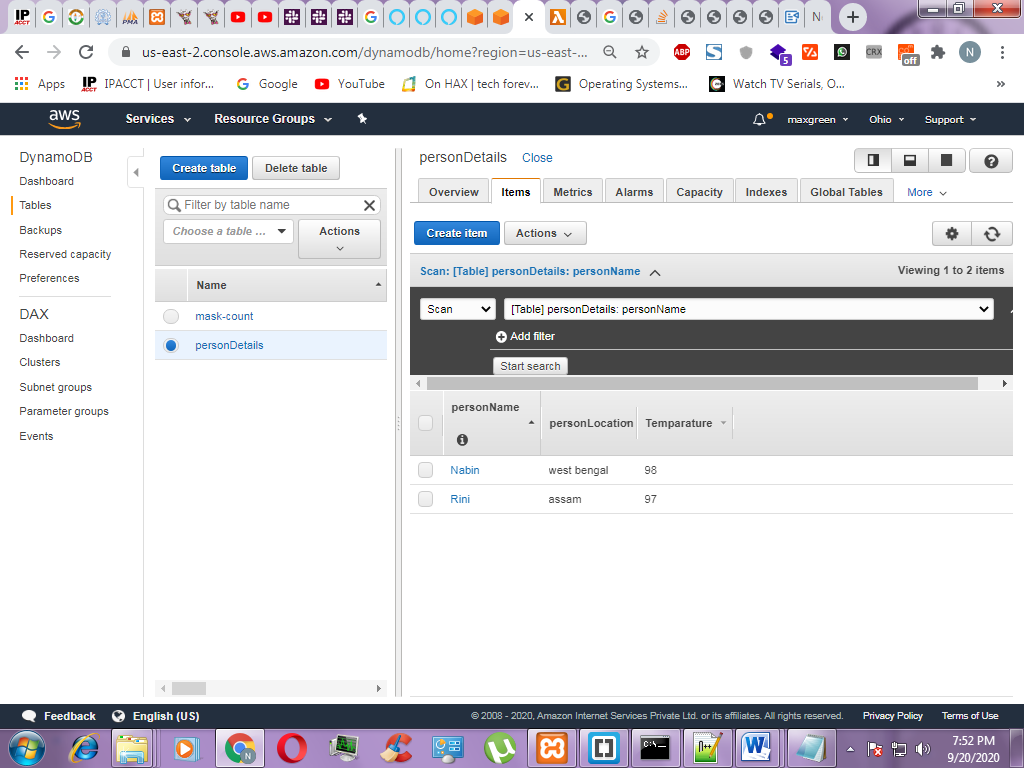 us-east-2.console.aws.amazon.com/dynamodb/home?region=us-east-...
ABP
5
CRX
off
N
Apps
IP ACCT
IPACCT | User infor...
Google
YouTube
On HAX | tech forev...
Operating Systems...
Watch TV Serials, O...
»
aws
Services
Resource Groups
maxgreen
Ohio
Support
DynamoDB
Dashboard
Tables
Backups
Reserved capacity
Preferences
DAX
Dashboard
Clusters
Subnet groups
Parameter groups
Events
Create table
Delete table
Filter by table name
Choose a table ...
Actions
Name
mask-count
personDetails
personDetails
Close
Overview
Items
Metrics
Alarms
Capacity
Indexes
Global Tables
More
Create item
Actions
Scan: [Table] personDetails: personName
Viewing 1 to 2 items
Scan
[Table] personDetails: personName
Add filter
Start search
personName
personLocation
Temparature
Nabin
west bengal
98
Rini
assam
97
Feedback
English (US)
© 2008 - 2020, Amazon Internet Services Private Ltd. or its affiliates. All rights reserved.
Privacy Policy
Terms of Use
7:52 PM
9/20/2020